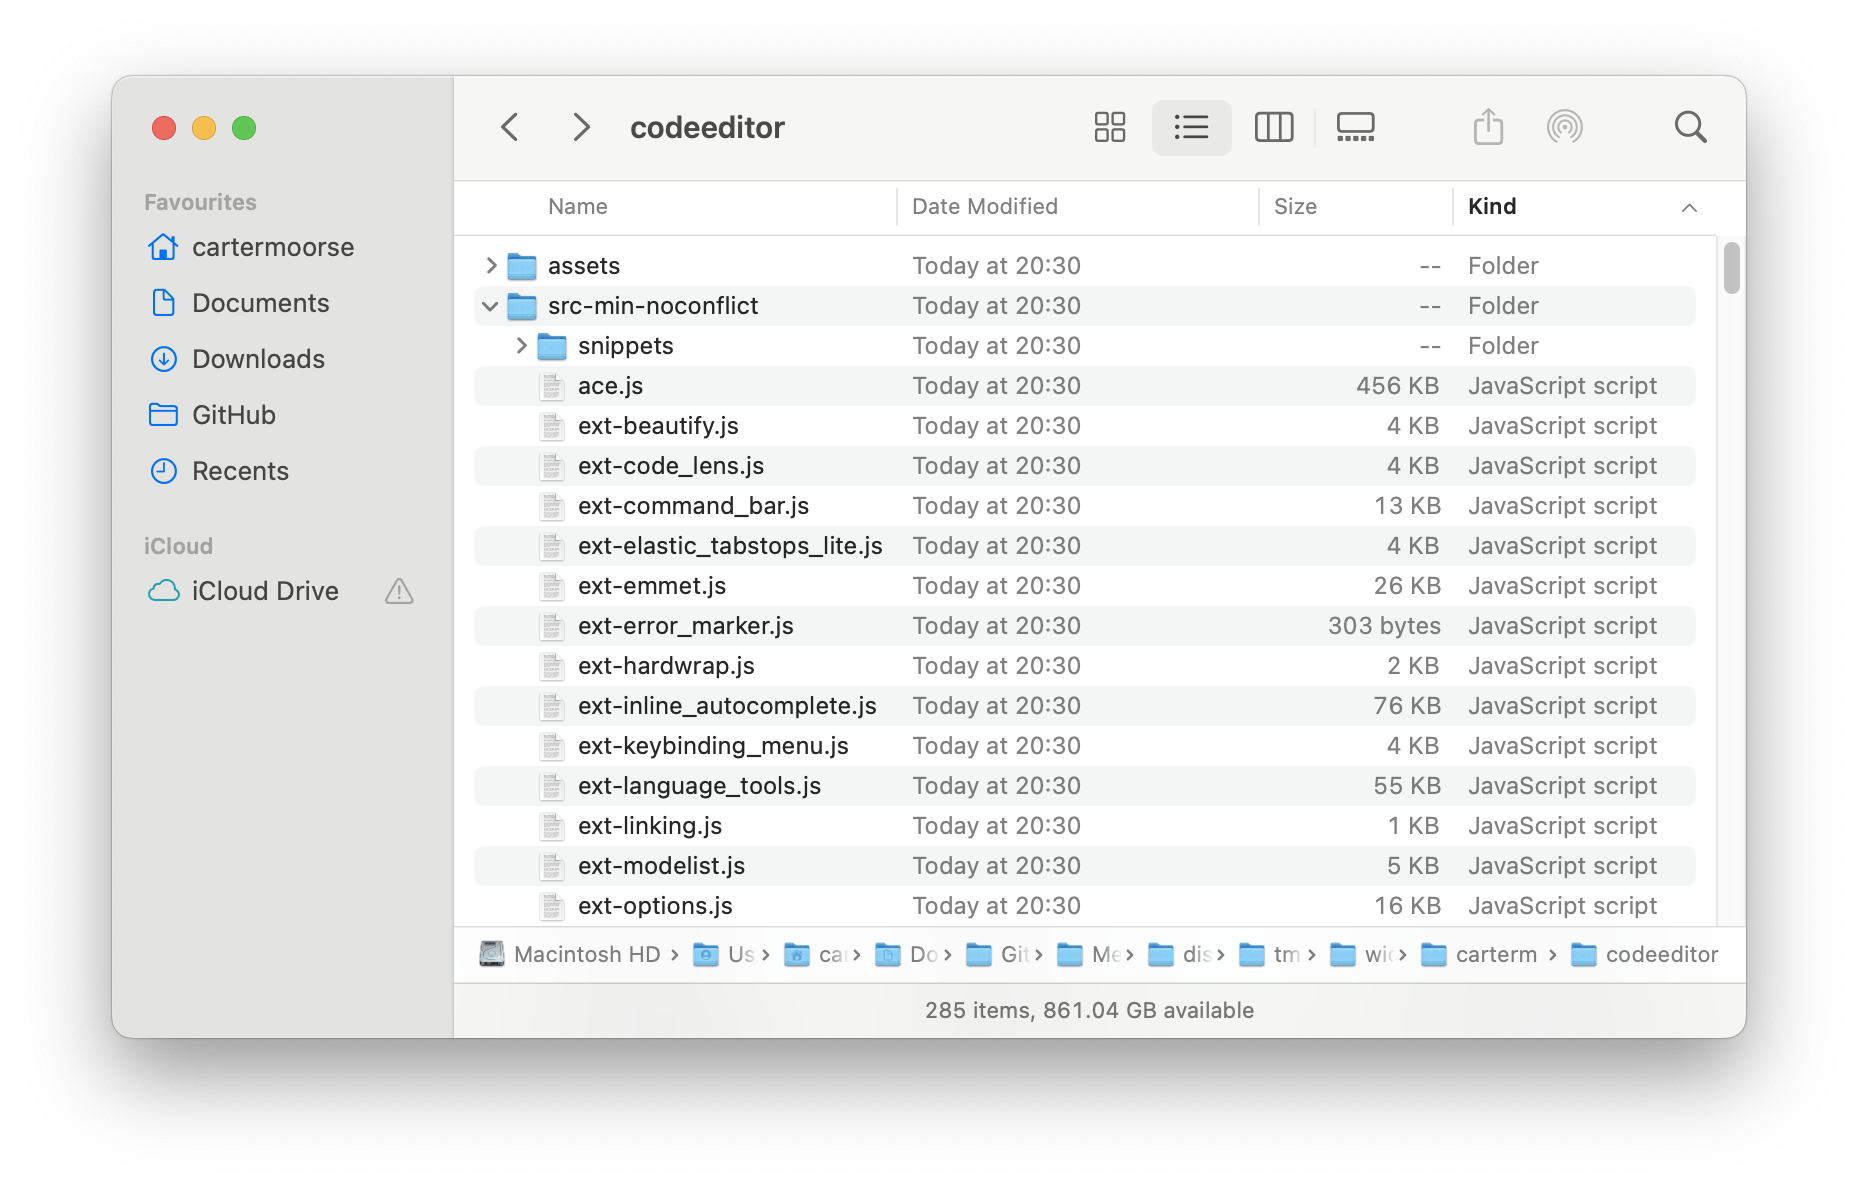 codeeditor
Favourites
cartermoorse
Documents
Downloads
GitHub
Recents
iCloud
iCloud Drive
Name Date Modified Size Kind
assets Today at 20:30 -- Folder
src-min-noconflict Today at 20:30 -- Folder
snippets Today at 20:30 -- Folder
ace.js Today at 20:30 456 KB JavaScript script
ext-beautify.js Today at 20:30 4 KB JavaScript script
ext-code_lens.js Today at 20:30 4 KB JavaScript script
ext-command_bar.js Today at 20:30 13 KB JavaScript script
ext-elastic_tabstops_lite.js Today at 20:30 4 KB JavaScript script
ext-emmet.js Today at 20:30 26 KB JavaScript script
ext-error_marker.js Today at 20:30 303 bytes JavaScript script
ext-hardwrap.js Today at 20:30 2 KB JavaScript script
ext-inline_autocomplete.js Today at 20:30 76 KB JavaScript script
ext-keybinding_menu.js Today at 20:30 4 KB JavaScript script
ext-language_tools.js Today at 20:30 55 KB JavaScript script
ext-linking.js Today at 20:30 1 KB JavaScript script
ext-modelist.js Today at 20:30 5 KB JavaScript script
ext-options.js Today at 20:30 16 KB JavaScript script
Macintosh HD › Us › car › Do › Git › Me › dis › tm › wic › carterm › codeeditor
285 items, 861.04 GB available